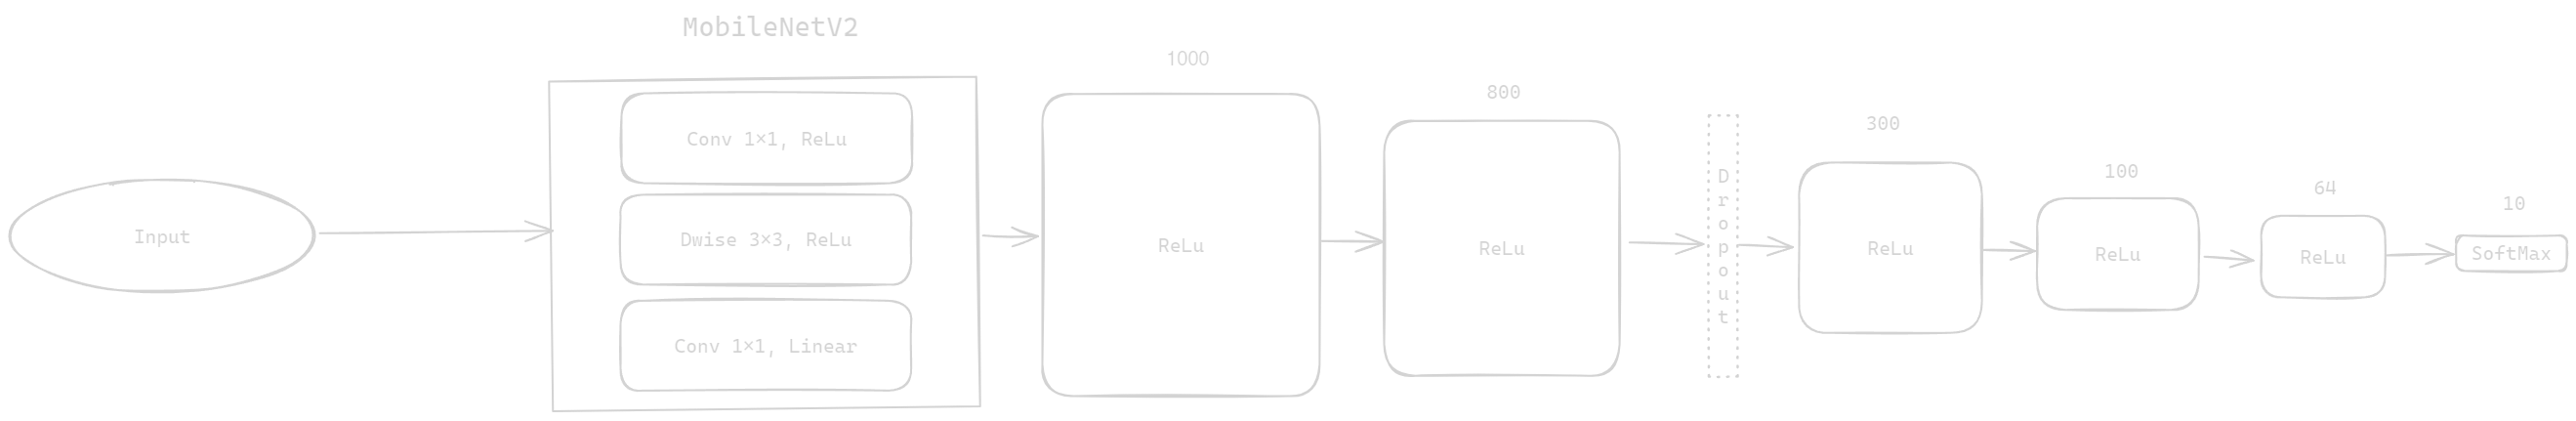 MobileNetV2
Input
Conv 1×1, ReLu
Dwise 3×3, ReLu
Conv 1×1, Linear
1000
ReLu
800
ReLu
Dropout
300
ReLu
100
ReLu
64
ReLu
10
SoftMax